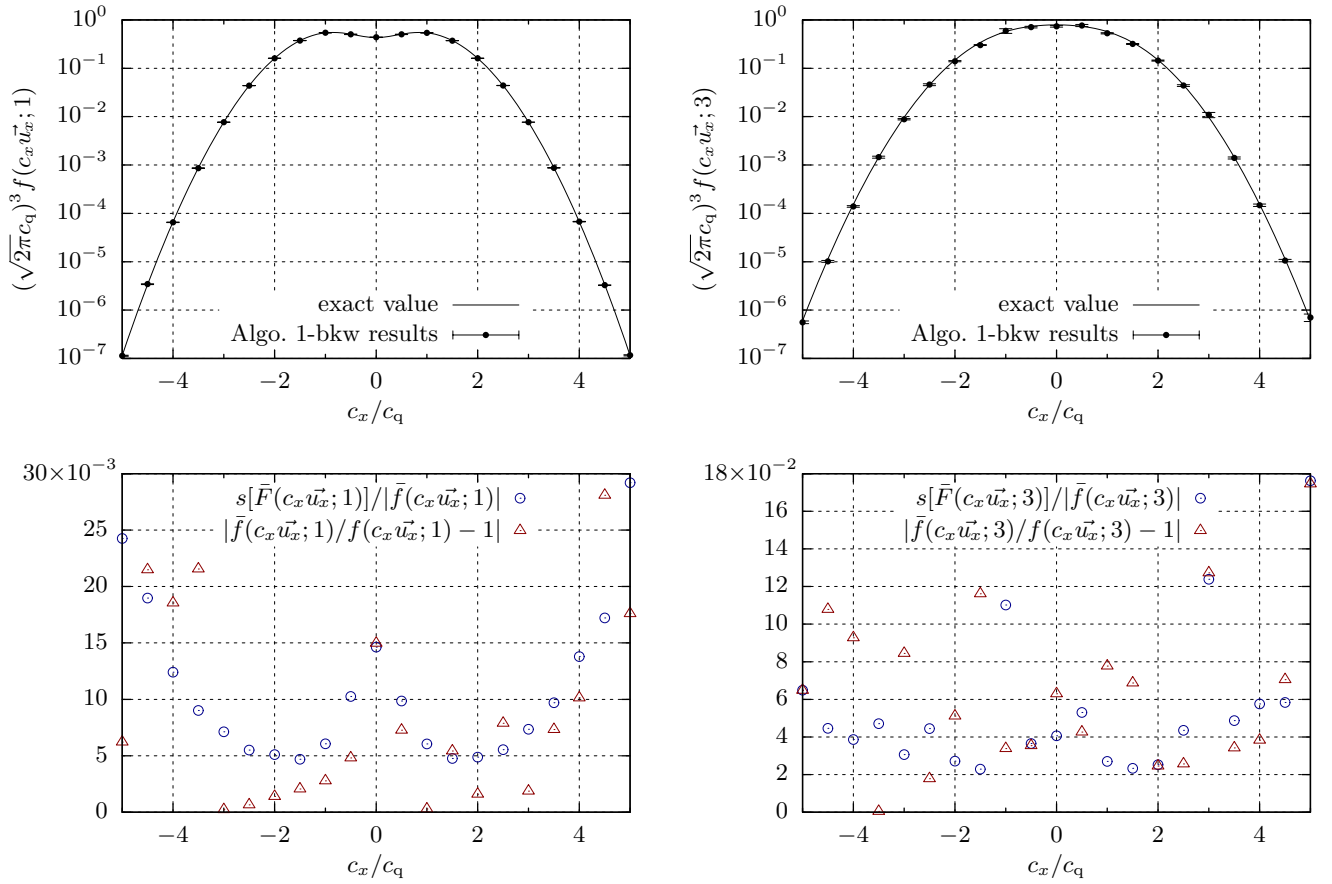 10^0
10^-1
10^-2
10^-3
10^-4
10^-5
10^-6
10^-7
(√2πc_q)^3 f(c_x u⃗_x; 1)
exact value
Algo. 1-bkw results
−4 −2 0 2 4
c_x/c_q
10^0
10^-1
10^-2
10^-3
10^-4
10^-5
10^-6
10^-7
(√2πc_q)^3 f(c_x u⃗_x; 3)
exact value
Algo. 1-bkw results
−4 −2 0 2 4
c_x/c_q
30×10^-3
25
20
15
10
5
0
s[F̄(c_x u⃗_x; 1)]/|f̄(c_x u⃗_x; 1)|
|f̄(c_x u⃗_x; 1)/f(c_x u⃗_x; 1) − 1|
−4 −2 0 2 4
c_x/c_q
18×10^-2
16
14
12
10
8
6
4
2
0
s[F̄(c_x u⃗_x; 3)]/|f̄(c_x u⃗_x; 3)|
|f̄(c_x u⃗_x; 3)/f(c_x u⃗_x; 3) − 1|
−4 −2 0 2 4
c_x/c_q